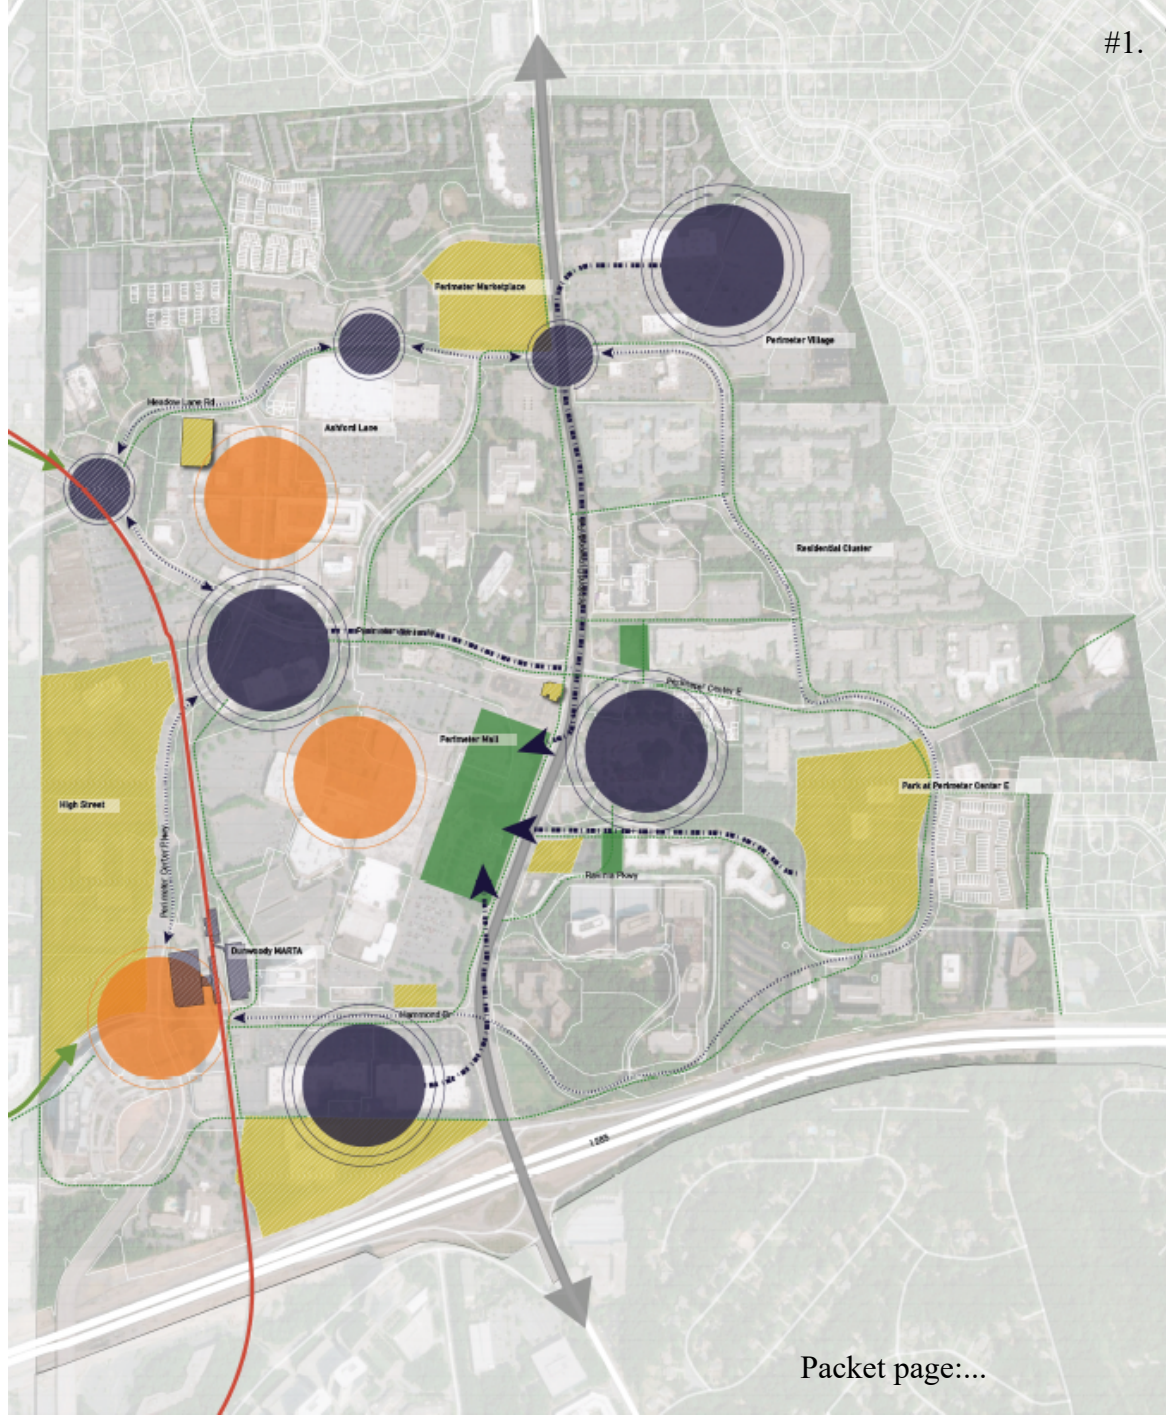 #1.
Perimeter Marketplace
Perimeter Village
Meadow Lane Rd
Ashford Lane
Residential Cluster
Perimeter Center E
Perimeter Mall
Park at Perimeter Center E
High Street
Perimeter Center Pkwy
Ravinia Pkwy
Dunwoody MARTA
Hammond Dr
I 285
Packet page:...